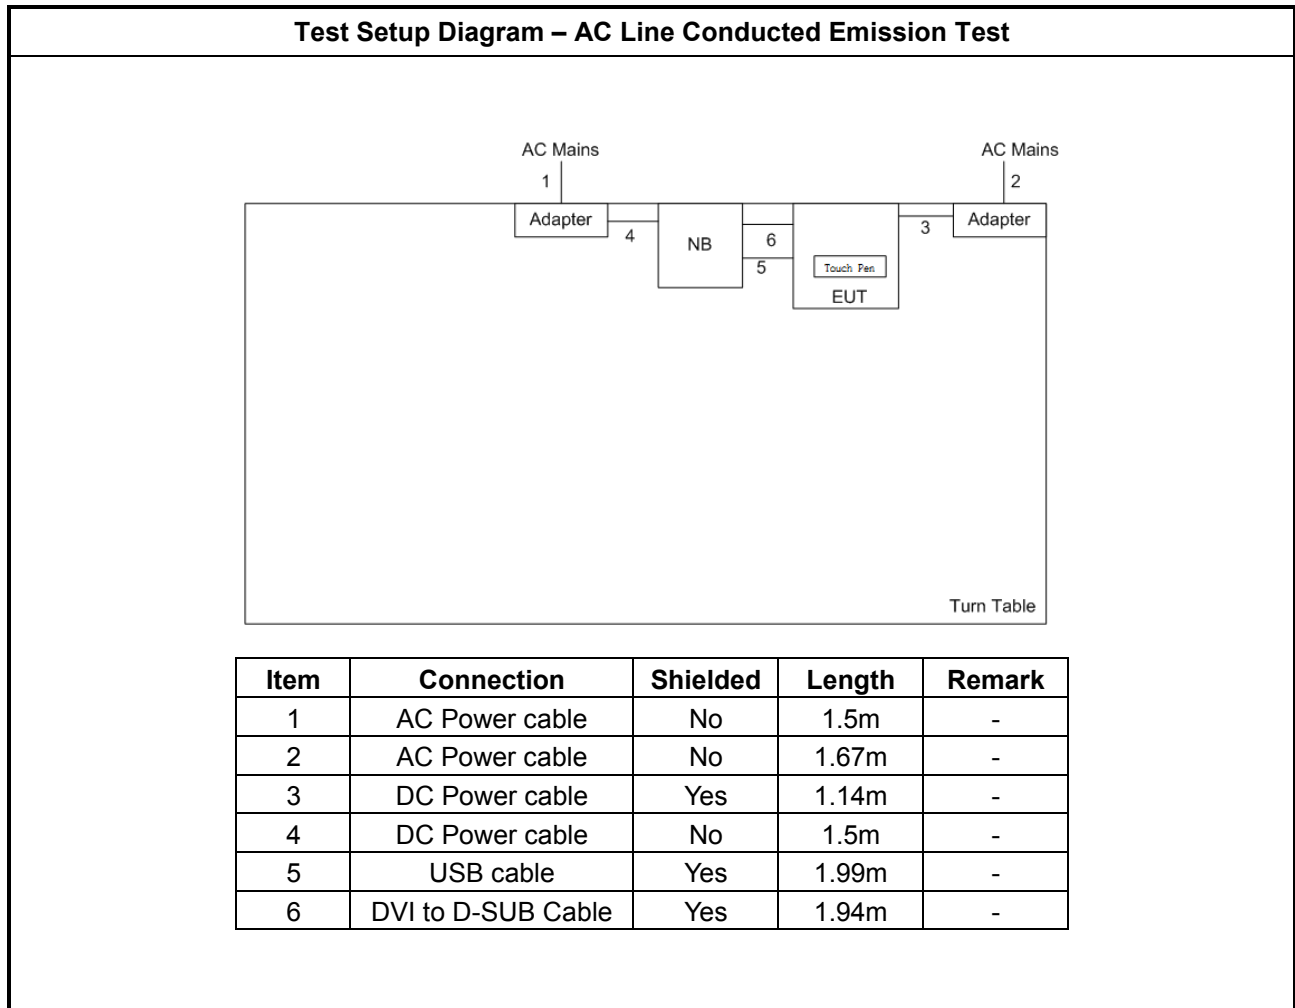 Test Setup Diagram – AC Line Conducted Emission Test
AC Mains
AC Mains
1
2
Adapter
4
NB
6
5
Touch Pen
EUT
3
Adapter
Turn Table
Item Connection Shielded Length Remark
1 AC Power cable No 1.5m -
2 AC Power cable No 1.67m -
3 DC Power cable Yes 1.14m -
4 DC Power cable No 1.5m -
5 USB cable Yes 1.99m -
6 DVI to D-SUB Cable Yes 1.94m -